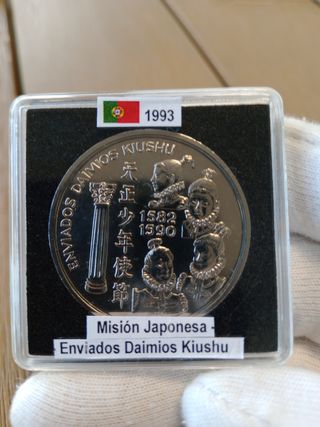 1993
ENVIADOS DAIMIOS KIUSHU
天正少年使節
1582
1590
Misión Japonesa -
Enviados Daimios Kiushu